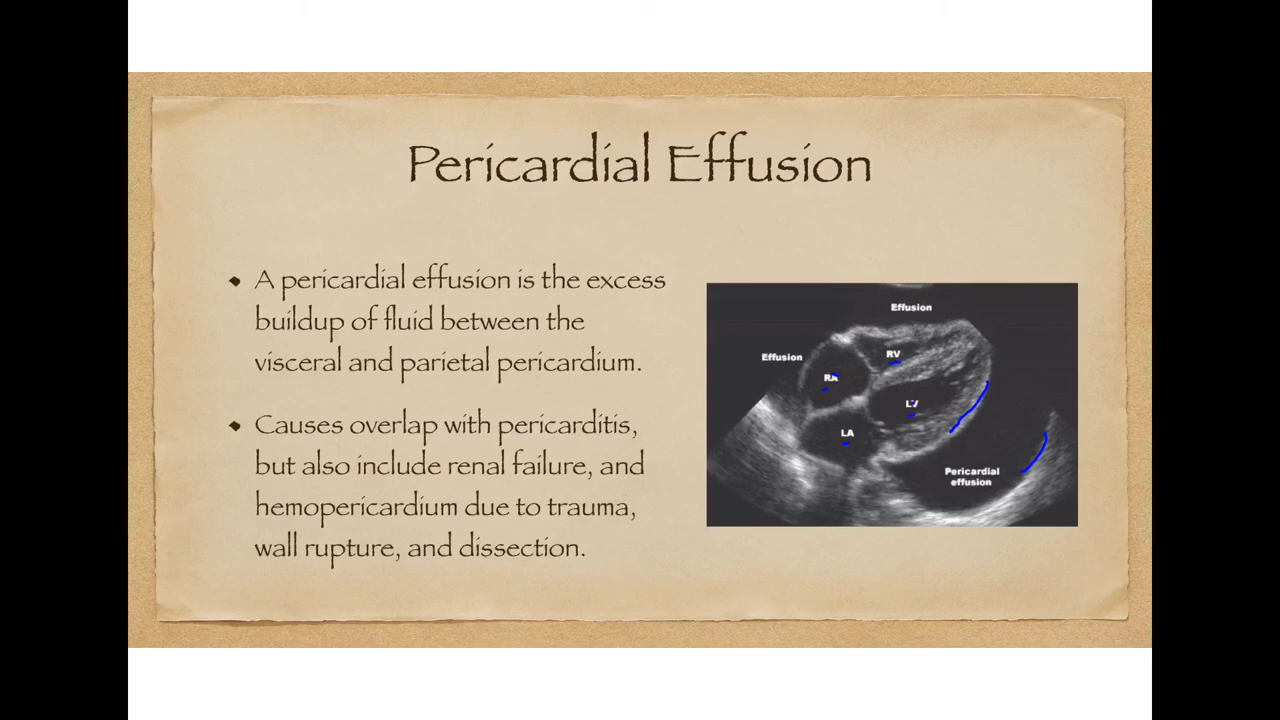 Pericardial Effusion
A pericardial effusion is the excess
buildup of fluid between the
visceral and parietal pericardium.
Causes overlap with pericarditis,
but also include renal failure, and
hemopericardium due to trauma,
wall rupture, and dissection.
Effusion
Effusion
RV
RA
LV
LA
Pericardial
effusion